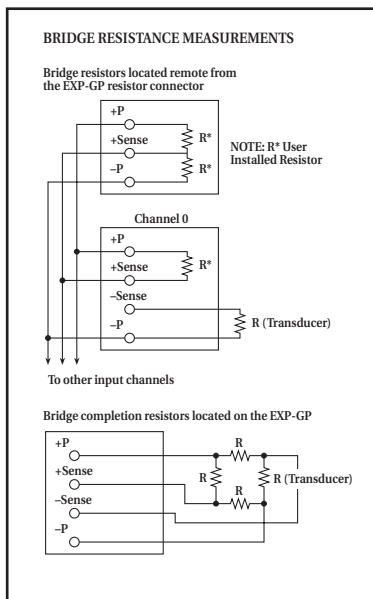 BRIDGE RESISTANCE MEASUREMENTS
Bridge resistors located remote from
the EXP-GP resistor connector
+P
+Sense
–P
R*
R*
NOTE: R* User
Installed Resistor
Channel 0
+P
+Sense
–Sense
–P
R*
R (Transducer)
To other input channels
Bridge completion resistors located on the EXP-GP
+P
+Sense
–Sense
–P
R
R
R (Transducer)
R